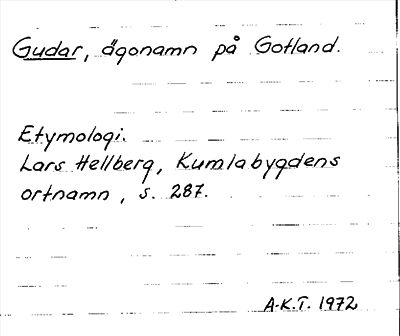 Gudar, ägonamn på Gotland.
Etymologi.
Lars Hellberg, Kumlabygdens
ortnamn, s. 287.
A-K.T. 1972